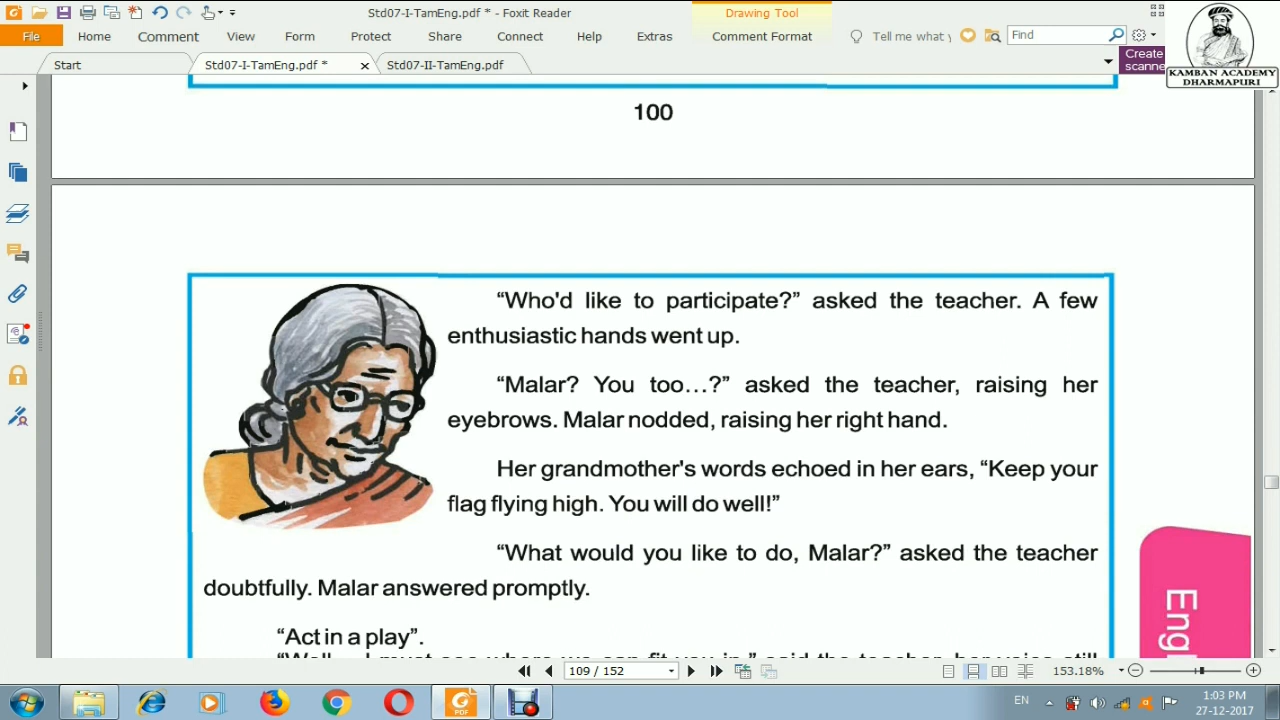 Std07-I-TamEng.pdf * - Foxit Reader
Drawing Tool
File
Home
Comment
View
Form
Protect
Share
Connect
Help
Extras
Comment Format
Tell me what y
Find
Start
Std07-I-TamEng.pdf *
Std07-II-TamEng.pdf
Create
scanne
KAMBAN ACADEMY
DHARMAPURI
100
“Who'd like to participate?” asked the teacher. A few
enthusiastic hands went up.
“Malar? You too...?” asked the teacher, raising her
eyebrows. Malar nodded, raising her right hand.
Her grandmother's words echoed in her ears, “Keep your
flag flying high. You will do well!”
“What would you like to do, Malar?” asked the teacher
doubtfully. Malar answered promptly.
“Act in a play”.
Engl
109 / 152
153.18%
EN
1:03 PM
27-12-2017